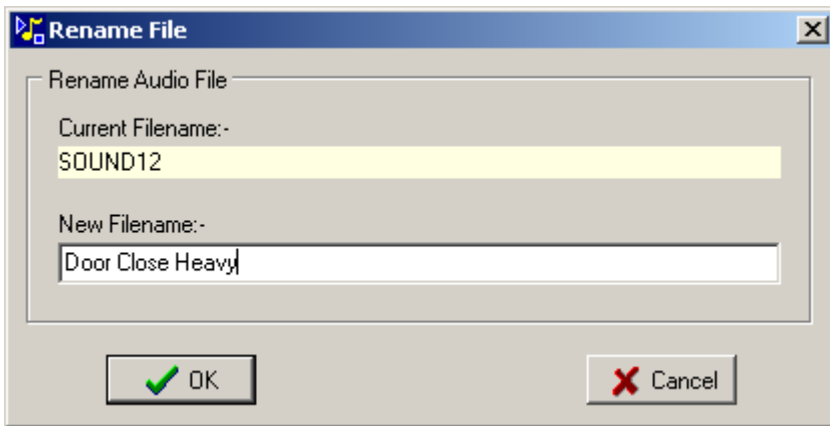 Rename File
Rename Audio File
Current Filename:-
SOUND12
New Filename:-
Door Close Heavy
OK
Cancel